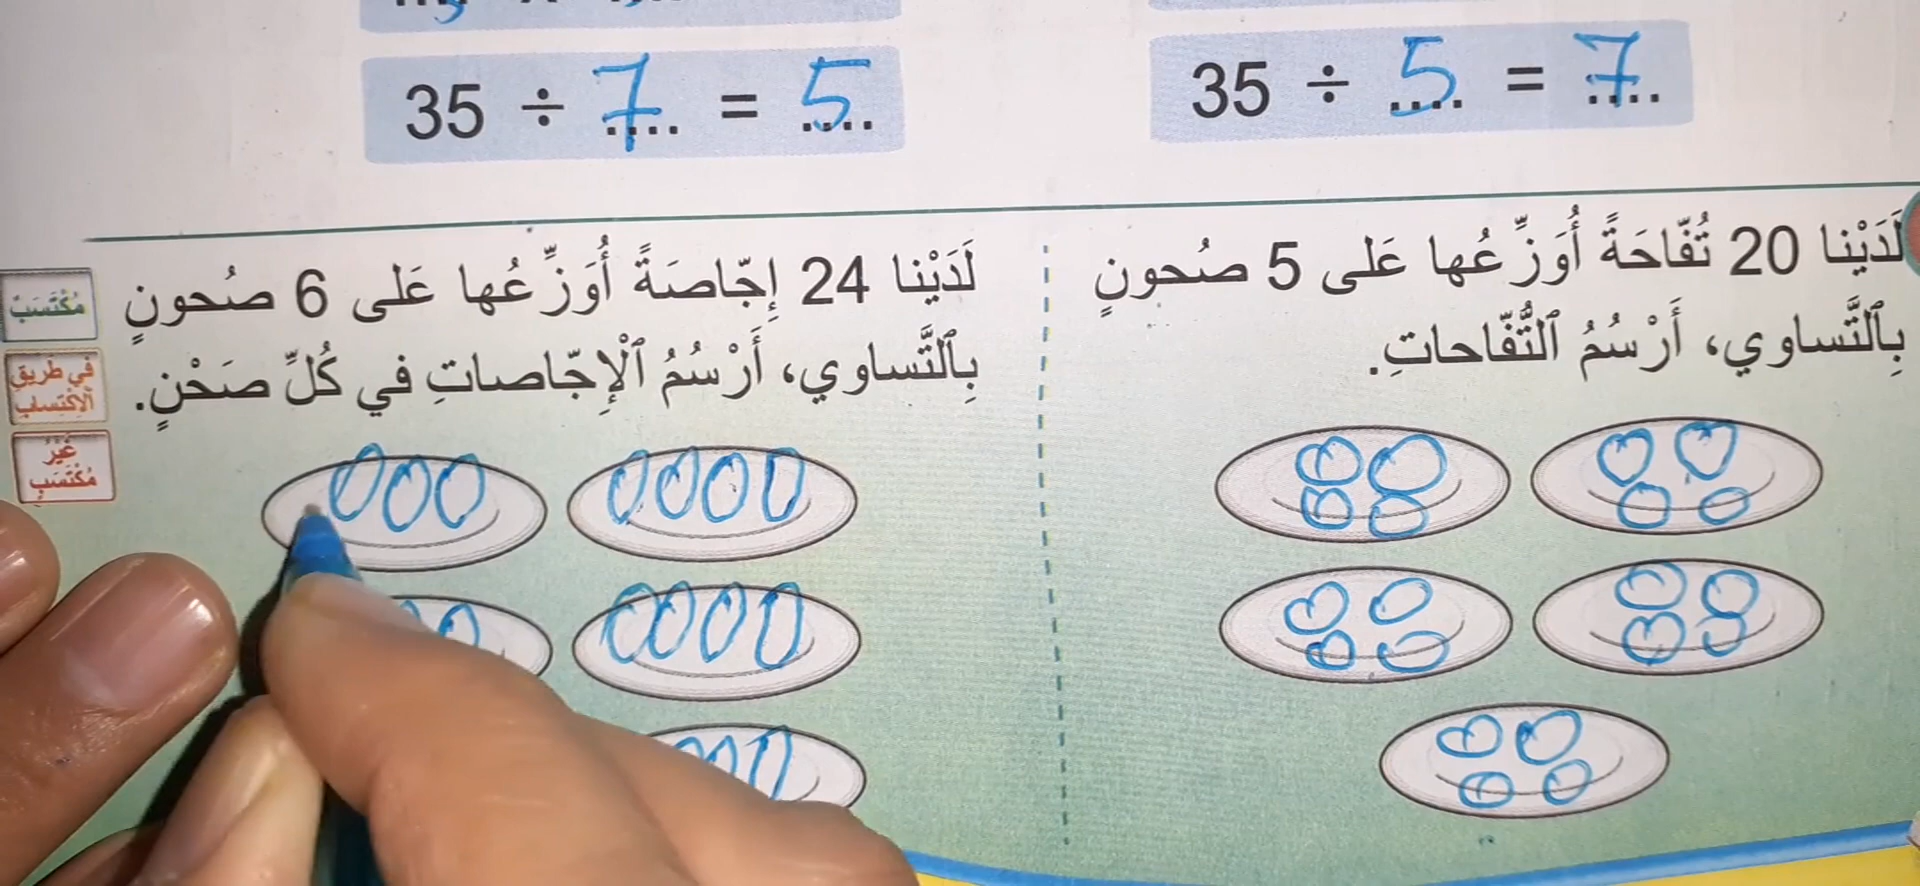 35 ÷ 7 = 5
35 ÷ 5 = 7
لَدَيْنا 20 تُفّاحَةً أُوَزِّعُها عَلى 5 صُحونٍ
بِٱلتَّساوي، أَرْسُمُ ٱلتُّفّاحاتِ.
لَدَيْنا 24 إِجّاصَةً أُوَزِّعُها عَلى 6 صُحونٍ
بِٱلتَّساوي، أَرْسُمُ ٱلْإِجّاصاتِ في كُلِّ صَحْنٍ.
مُكْتَسَبٌ
في طَريقِ
ٱلِاكْتِسابِ
غَيْرُ
مُكْتَسَبٍ